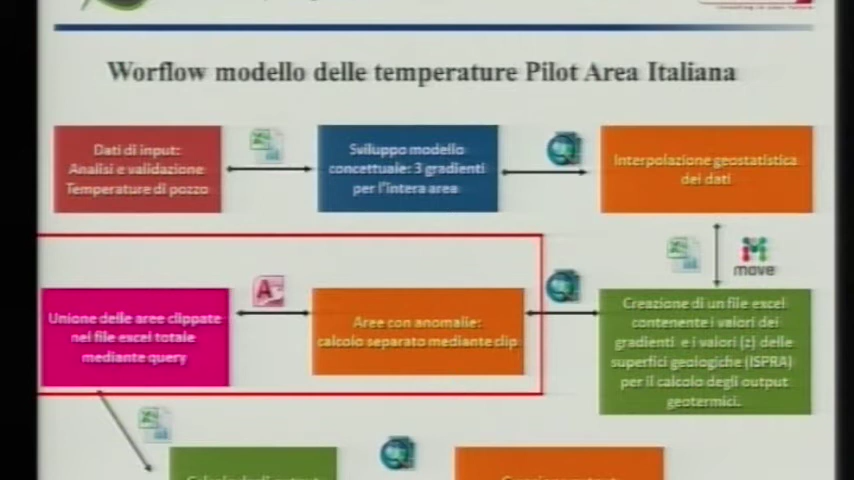 Worflow modello delle temperature Pilot Area Italiana
Dati di input:
Analisi e validazione
Temperature di pozzo
Sviluppo modello
concettuale: 3 gradienti
per l'intera area
Interpolazione geostatistica
dei dati
move
Unione delle aree clippate
nel file excel totale
mediante query
Aree con anomalie:
calcolo separato mediante clip
Creazione di un file excel
contenente i valori dei
gradienti e i valori (z) delle
superfici geologiche (ISPRA)
per il calcolo degli output
geotermici.